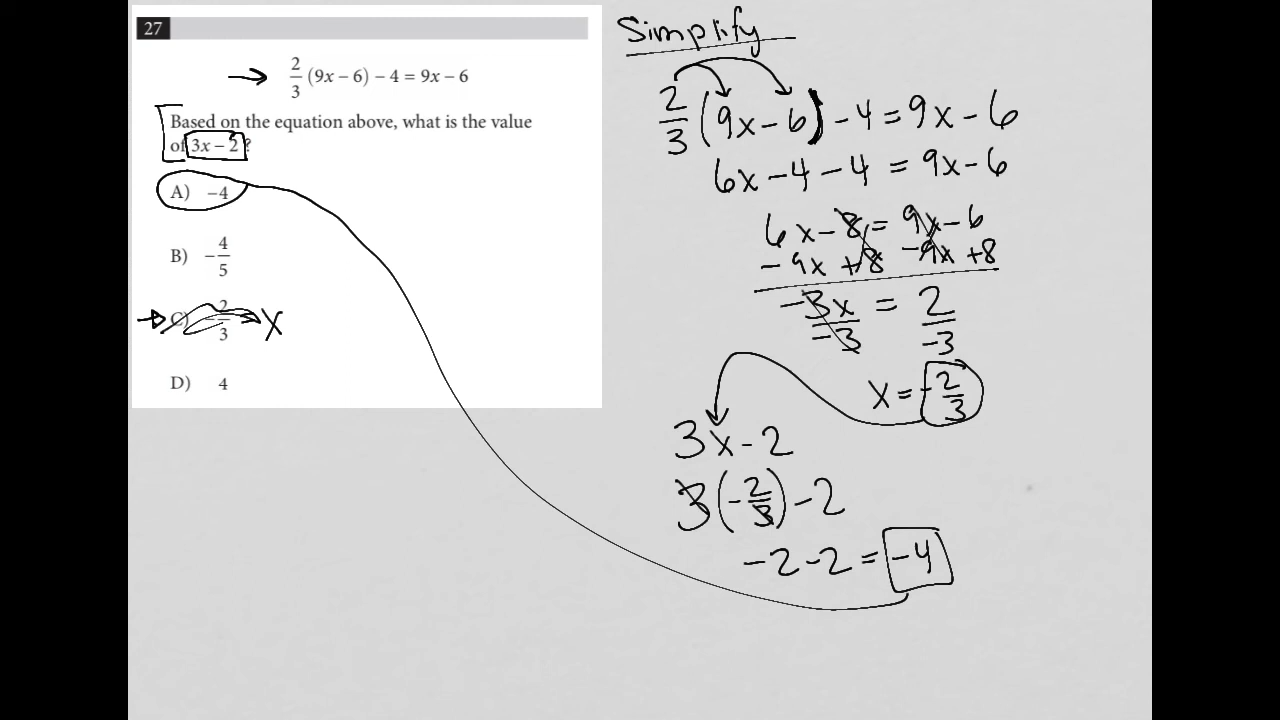 27
2/3 (9x – 6) – 4 = 9x – 6
Based on the equation above, what is the value
of 3x – 2?
A) –4
B) –4/5
C) –2/3 X
D) 4
Simplify
2/3 (9x – 6) – 4 = 9x – 6
6x – 4 – 4 = 9x – 6
6x – 8 = 9x – 6
– 9x + 8 – 9x + 8
–3x/–3 = 2/–3
x = –2/3
3x – 2
3(–2/3) – 2
–2 – 2 = –4